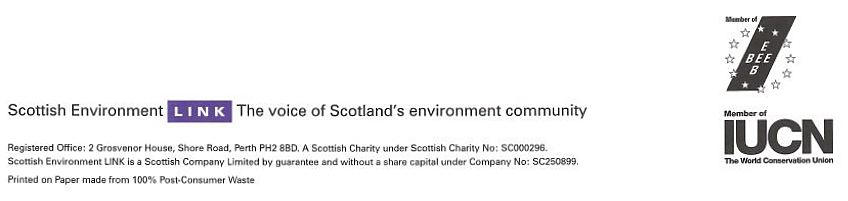 Member of
E
BEE
EEB
B
Scottish Environment LINK The voice of Scotland's environment community
Registered Office: 2 Grosvenor House, Shore Road, Perth PH2 8BD. A Scottish Charity under Scottish Charity No: SC000296.
Scottish Environment LINK is a Scottish Company Limited by guarantee and without a share capital under Company No: SC250899.
Printed on Paper made from 100% Post-Consumer Waste
Member of
IUCN
The World Conservation Union